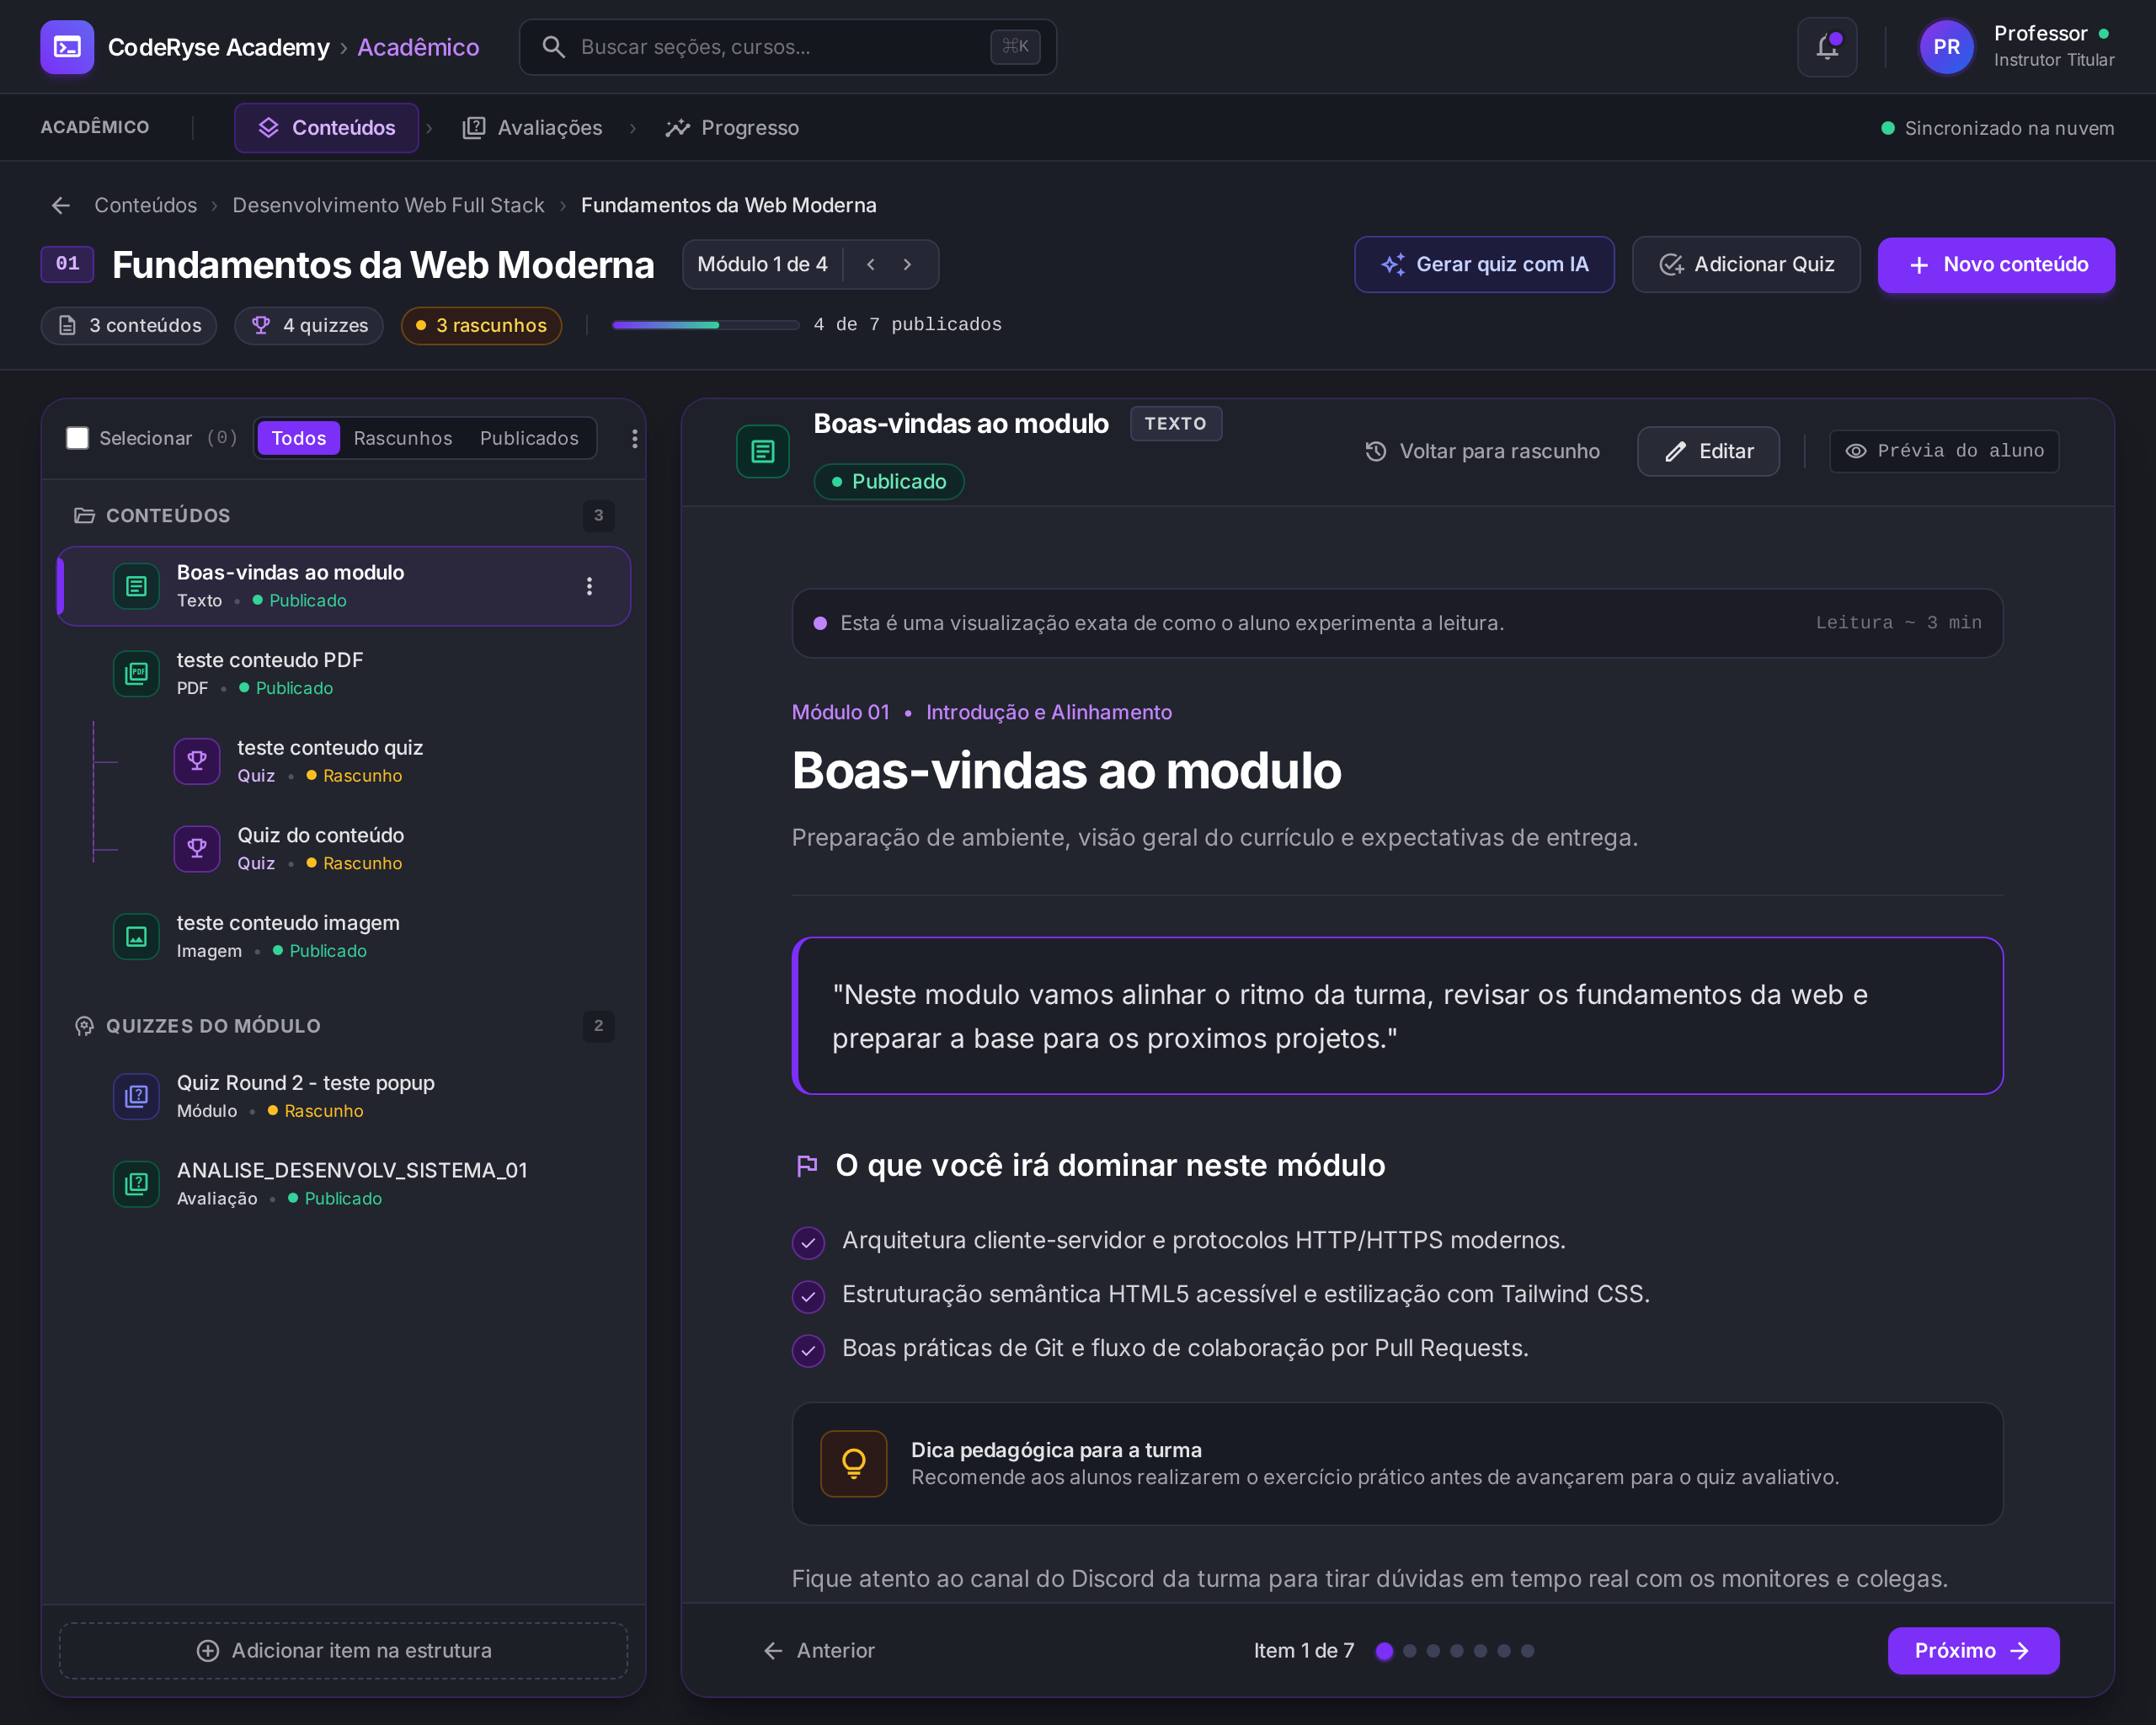 CodeRyse Academy › Acadêmico
Buscar seções, cursos...
⌘K
PR
Professor
Instrutor Titular
ACADÊMICO
Conteúdos › Avaliações › Progresso
Sincronizado na nuvem
Conteúdos › Desenvolvimento Web Full Stack › Fundamentos da Web Moderna
01 Fundamentos da Web Moderna
Módulo 1 de 4
Gerar quiz com IA
Adicionar Quiz
Novo conteúdo
3 conteúdos
4 quizzes
3 rascunhos
4 de 7 publicados
Selecionar (0)
Todos Rascunhos Publicados
CONTEÚDOS 3
Boas-vindas ao modulo
Texto • Publicado
teste conteudo PDF
PDF • Publicado
teste conteudo quiz
Quiz • Rascunho
Quiz do conteúdo
Quiz • Rascunho
teste conteudo imagem
Imagem • Publicado
QUIZZES DO MÓDULO 2
Quiz Round 2 - teste popup
Módulo • Rascunho
ANALISE_DESENVOLV_SISTEMA_01
Avaliação • Publicado
Adicionar item na estrutura
Boas-vindas ao modulo TEXTO
Publicado
Voltar para rascunho
Editar
Prévia do aluno
Esta é uma visualização exata de como o aluno experimenta a leitura.
Leitura ~ 3 min
Módulo 01 • Introdução e Alinhamento
Boas-vindas ao modulo
Preparação de ambiente, visão geral do currículo e expectativas de entrega.
"Neste modulo vamos alinhar o ritmo da turma, revisar os fundamentos da web e
preparar a base para os proximos projetos."
O que você irá dominar neste módulo
Arquitetura cliente-servidor e protocolos HTTP/HTTPS modernos.
Estruturação semântica HTML5 acessível e estilização com Tailwind CSS.
Boas práticas de Git e fluxo de colaboração por Pull Requests.
Dica pedagógica para a turma
Recomende aos alunos realizarem o exercício prático antes de avançarem para o quiz avaliativo.
Fique atento ao canal do Discord da turma para tirar dúvidas em tempo real com os monitores e colegas.
Anterior
Item 1 de 7
Próximo